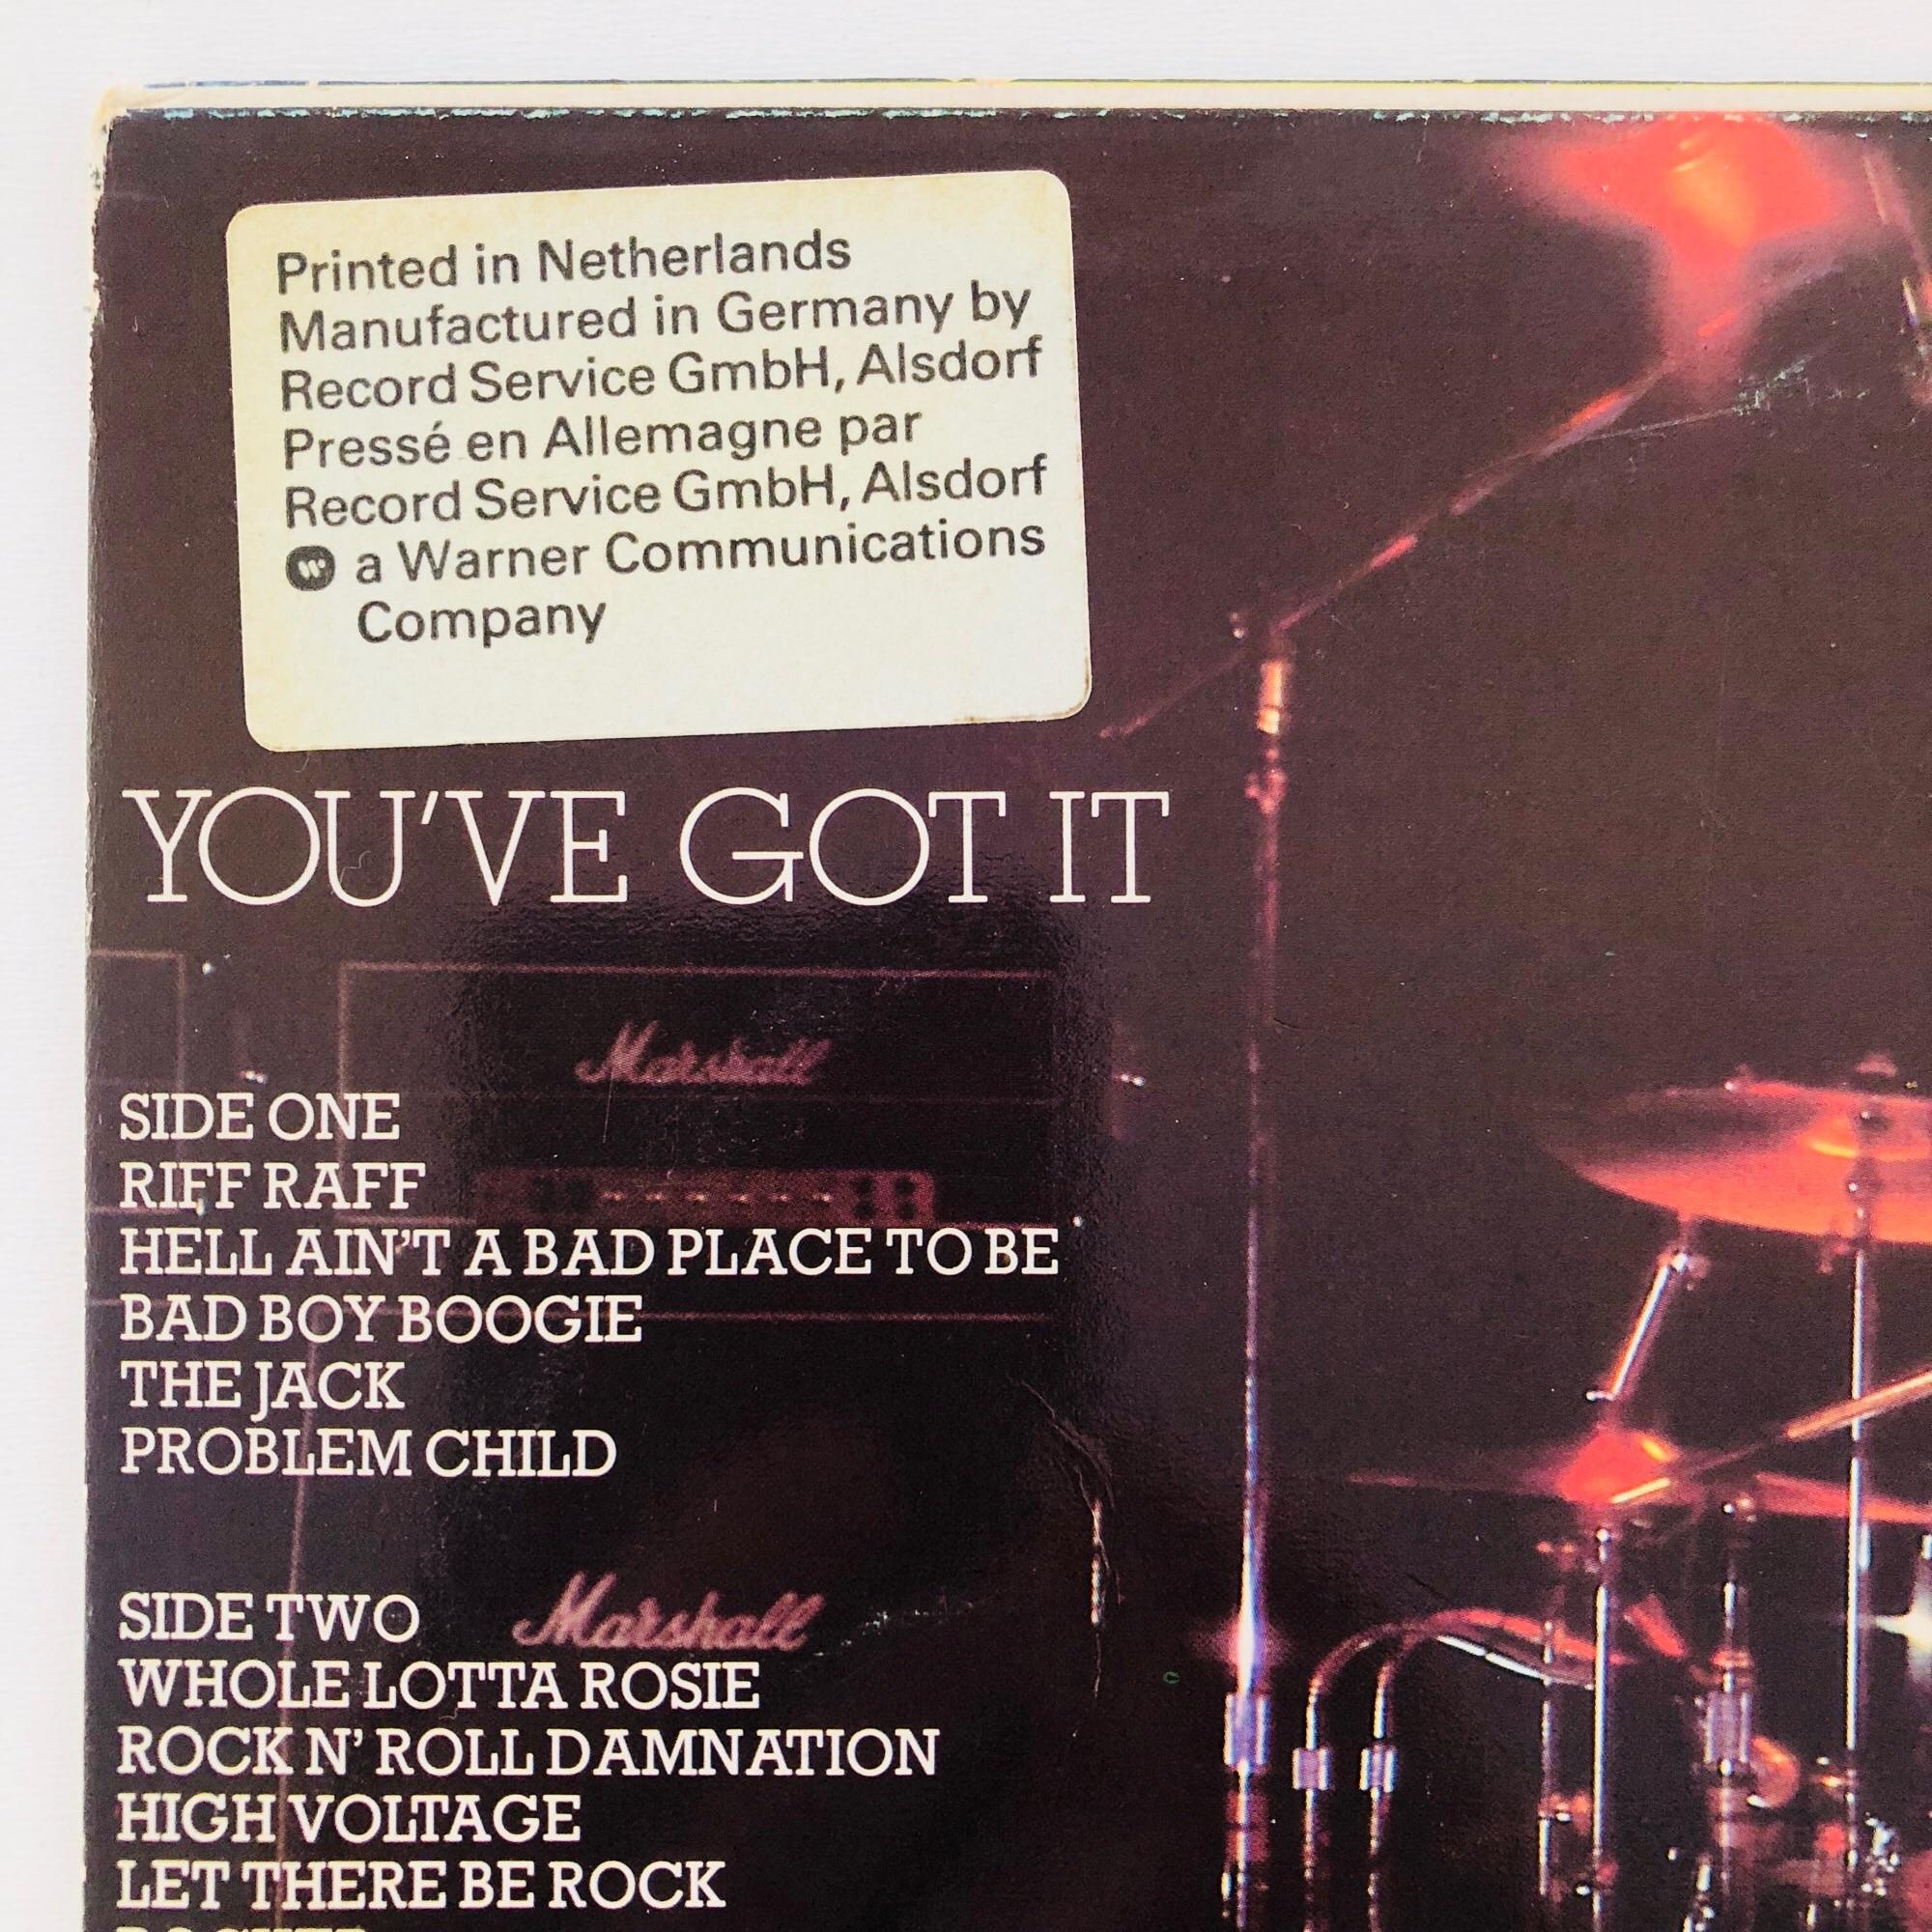 Printed in Netherlands
Manufactured in Germany by
Record Service GmbH, Alsdorf
Pressé en Allemagne par
Record Service GmbH, Alsdorf
W a Warner Communications
Company
YOU'VE GOT IT
Marshall
SIDE ONE
RIFF RAFF
HELL AIN'T A BAD PLACE TO BE
BAD BOY BOOGIE
THE JACK
PROBLEM CHILD
SIDE TWO
Marshall
WHOLE LOTTA ROSIE
ROCK N' ROLL DAMNATION
HIGH VOLTAGE
LET THERE BE ROCK